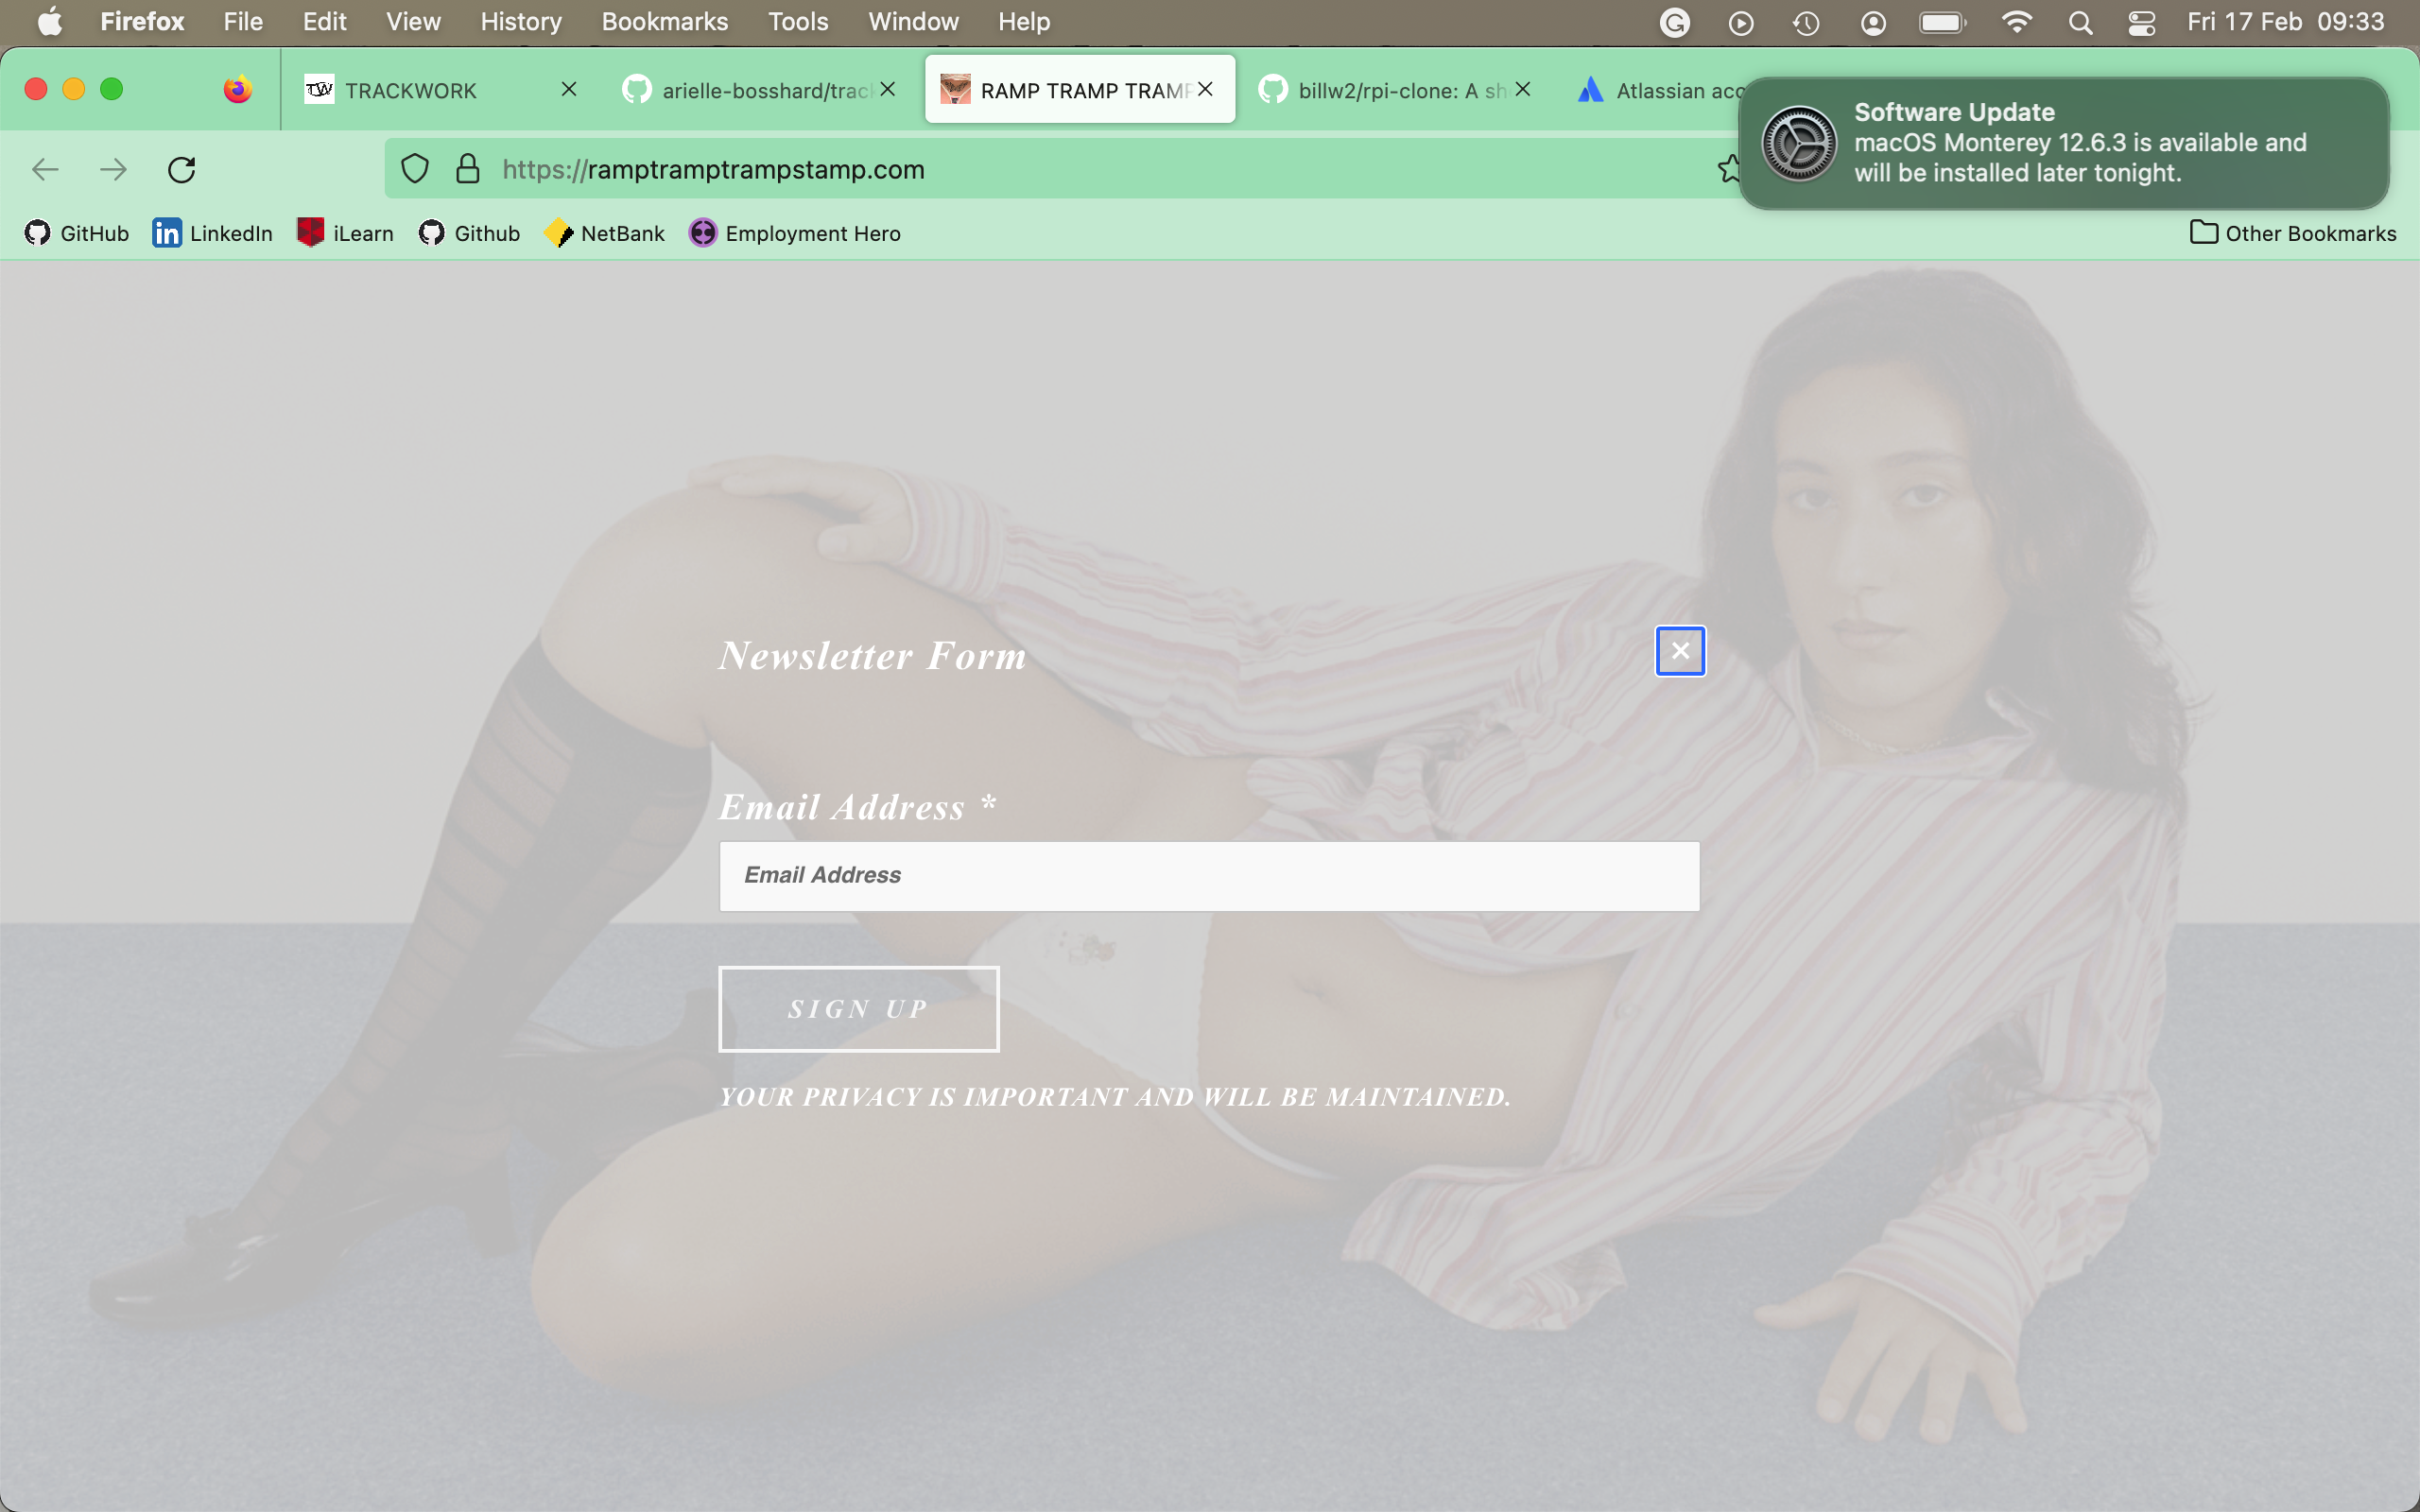 Firefox File Edit View History Bookmarks Tools Window Help Fri 17 Feb 09:33
TRACKWORK arielle-bosshard/trac RAMP TRAMP TRAMP billw2/rpi-clone: A sh Atlassian acc
Software Update
macOS Monterey 12.6.3 is available and
will be installed later tonight.
https://ramptramptrampstamp.com
GitHub LinkedIn iLearn Github NetBank Employment Hero Other Bookmarks
Newsletter Form
Email Address *
Email Address
SIGN UP
YOUR PRIVACY IS IMPORTANT AND WILL BE MAINTAINED.